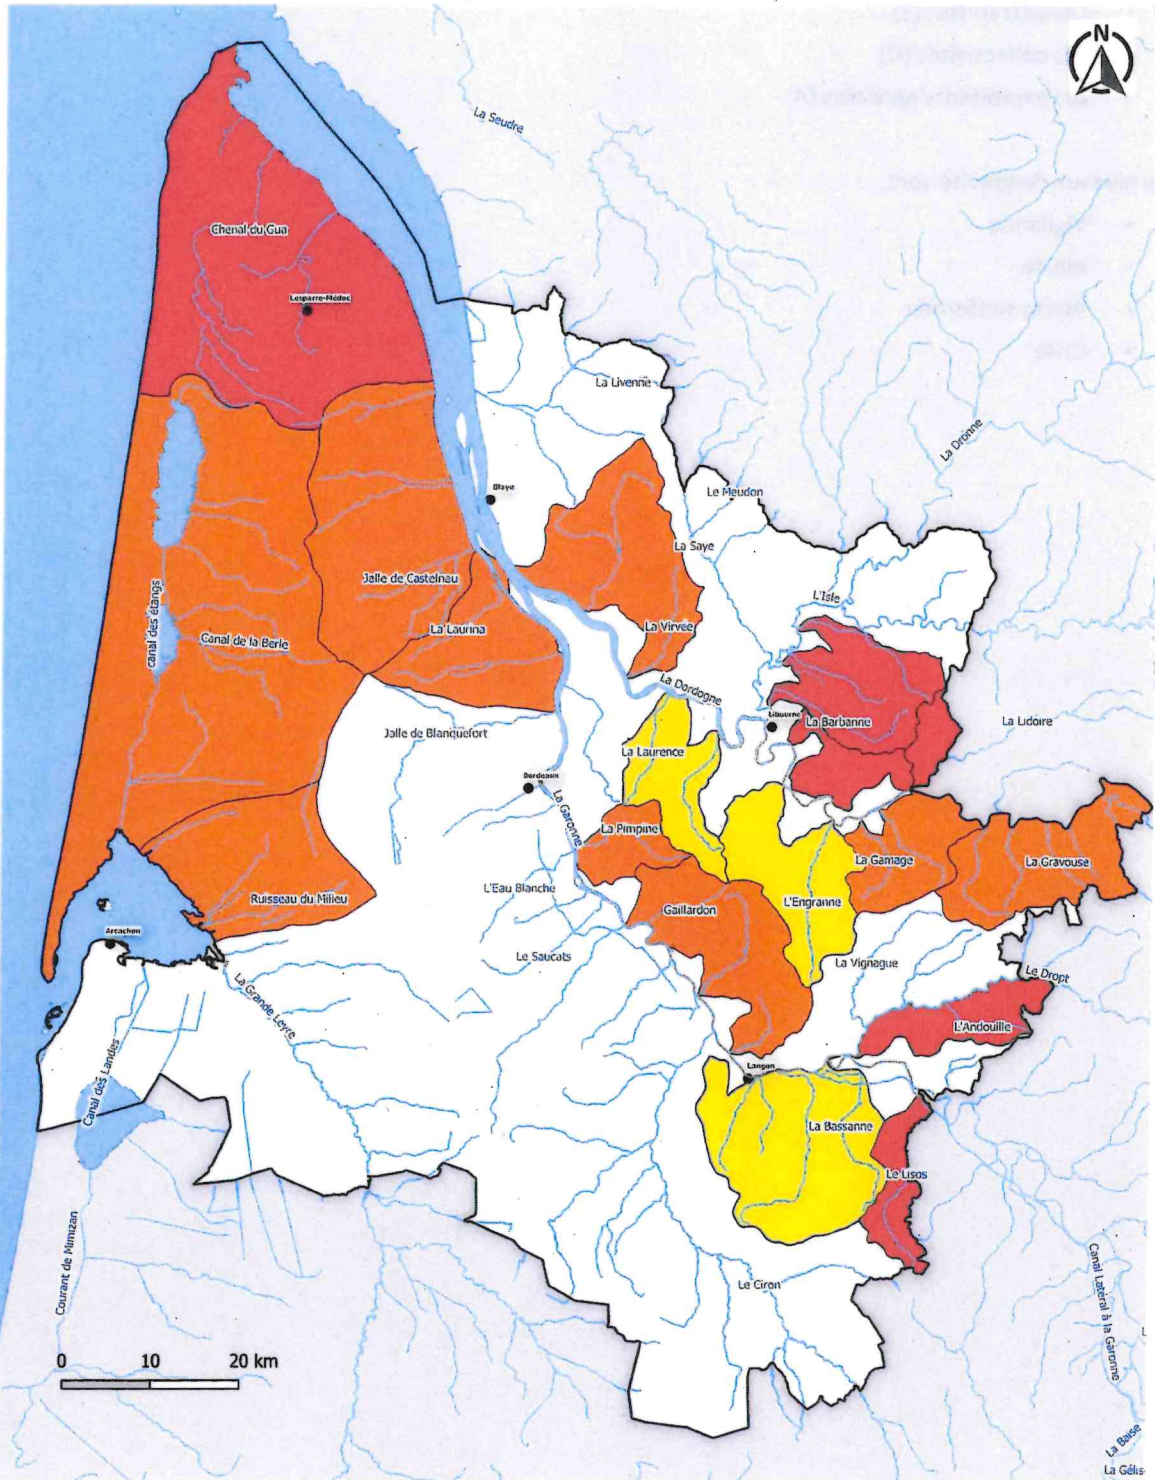 N
La Seudre
Chenal du Gua
Lesparre-Médoc
La Livenne
La Dronne
Blaye
Le Meudon
La Saye
Jalle de Castelnau
L'Isle
canal des étangs
La Laurina
La Virvée
Canal de la Berle
La Dordogne
Libourne
La Barbanne
La Lidoire
Jalle de Blanquefort
La Laurence
Bordeaux
La Garonne
La Pimpine
La Gamage
La Gravouse
L'Eau Blanche
Ruisseau du Milieu
L'Engranne
Gaillardon
Arcachon
Le Saucats
La Vignague
Le Dropt
La Grande Leyre
L'Andouille
Canal des Landes
Langon
La Bassanne
Le Lisos
Courant de Mimizan
Le Ciron
Canal Latéral à la Garonne
0 10 20 km
La Baise
La Gélis